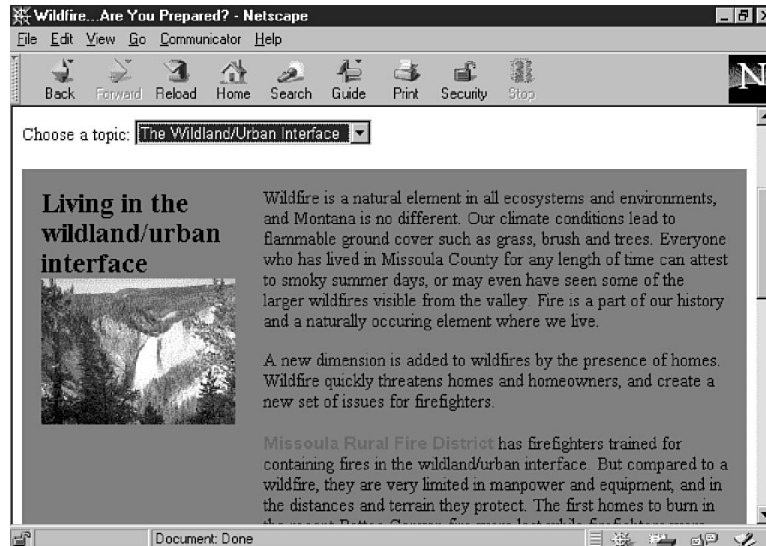 Wildfire...Are You Prepared? - Netscape
File Edit View Go Communicator Help
Back Forward Reload Home Search Guide Print Security Stop
N
Choose a topic: The Wildland/Urban Interface
Living in the
wildland/urban
interface
Wildfire is a natural element in all ecosystems and environments,
and Montana is no different. Our climate conditions lead to
flammable ground cover such as grass, brush and trees. Everyone
who has lived in Missoula County for any length of time can attest
to smoky summer days, or may even have seen some of the
larger wildfires visible from the valley. Fire is a part of our history
and a naturally occuring element where we live.
A new dimension is added to wildfires by the presence of homes.
Wildfire quickly threatens homes and homeowners, and create a
new set of issues for firefighters.
Missoula Rural Fire District has firefighters trained for
containing fires in the wildland/urban interface. But compared to a
wildfire, they are very limited in manpower and equipment, and in
the distances and terrain they protect. The first homes to burn in
Document: Done